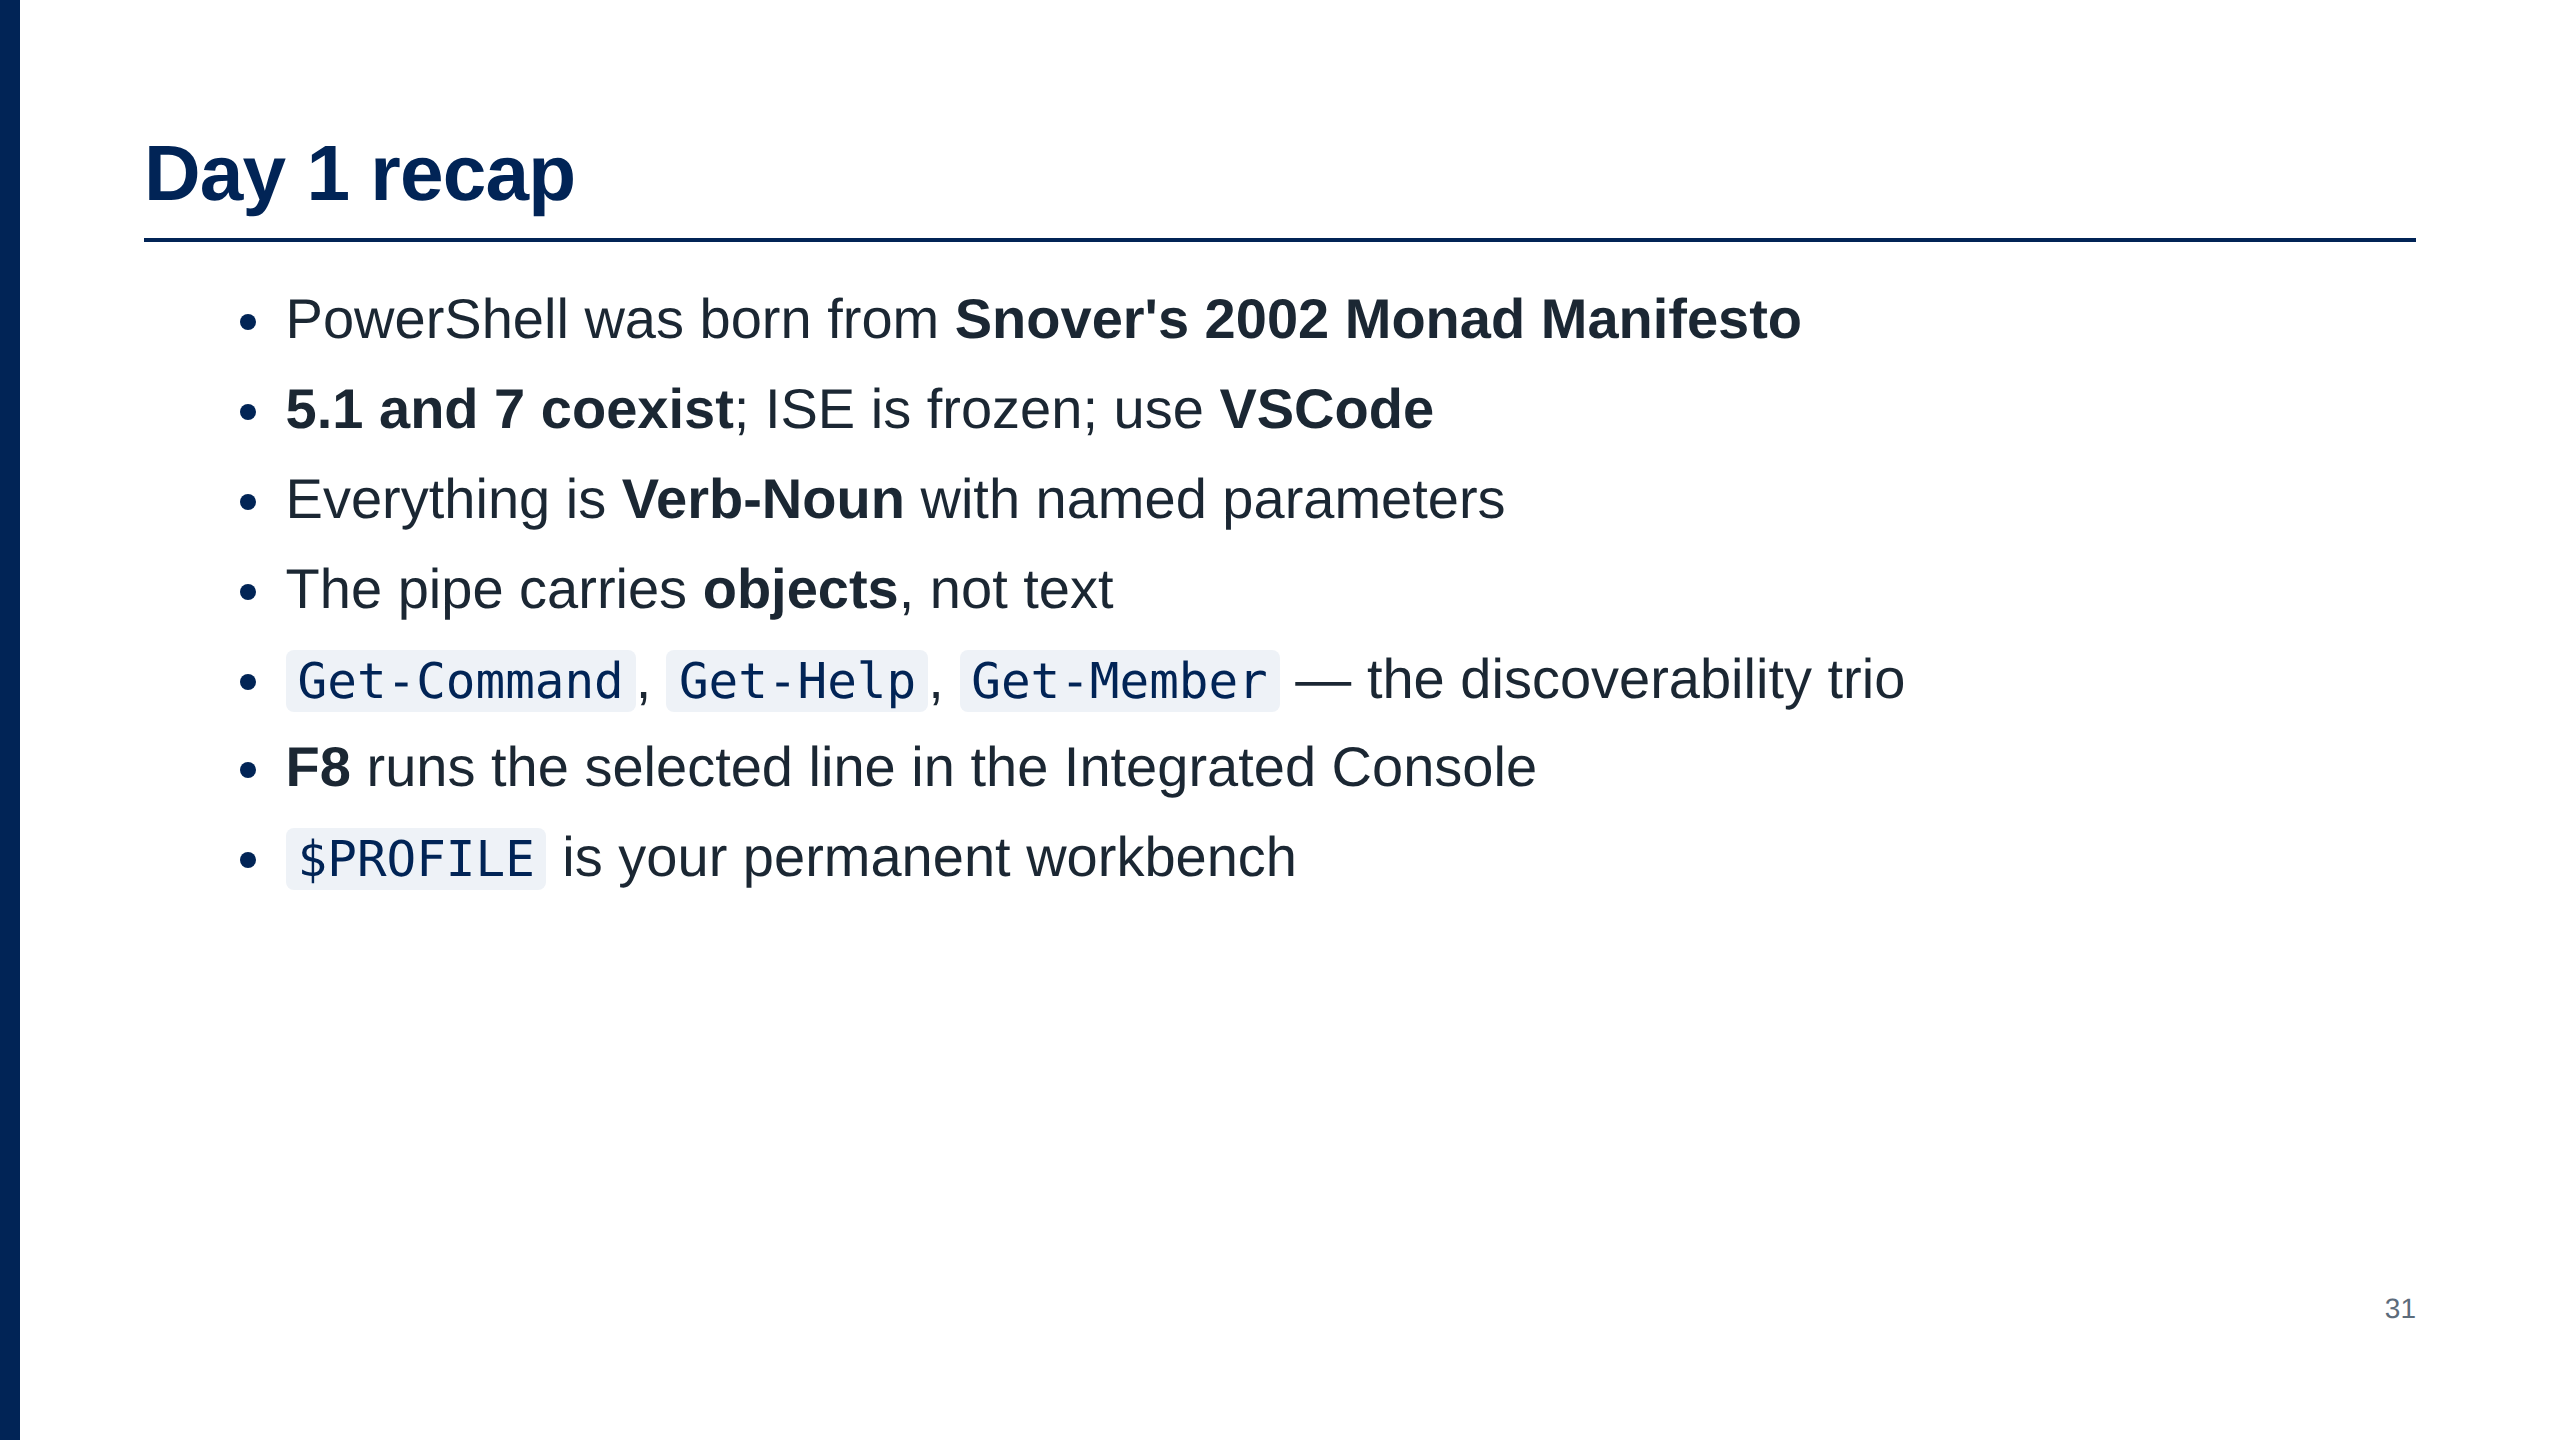 Day 1 recap
• PowerShell was born from Snover's 2002 Monad Manifesto
• 5.1 and 7 coexist; ISE is frozen; use VSCode
• Everything is Verb-Noun with named parameters
• The pipe carries objects, not text
• Get-Command, Get-Help, Get-Member — the discoverability trio
• F8 runs the selected line in the Integrated Console
• $PROFILE is your permanent workbench
31